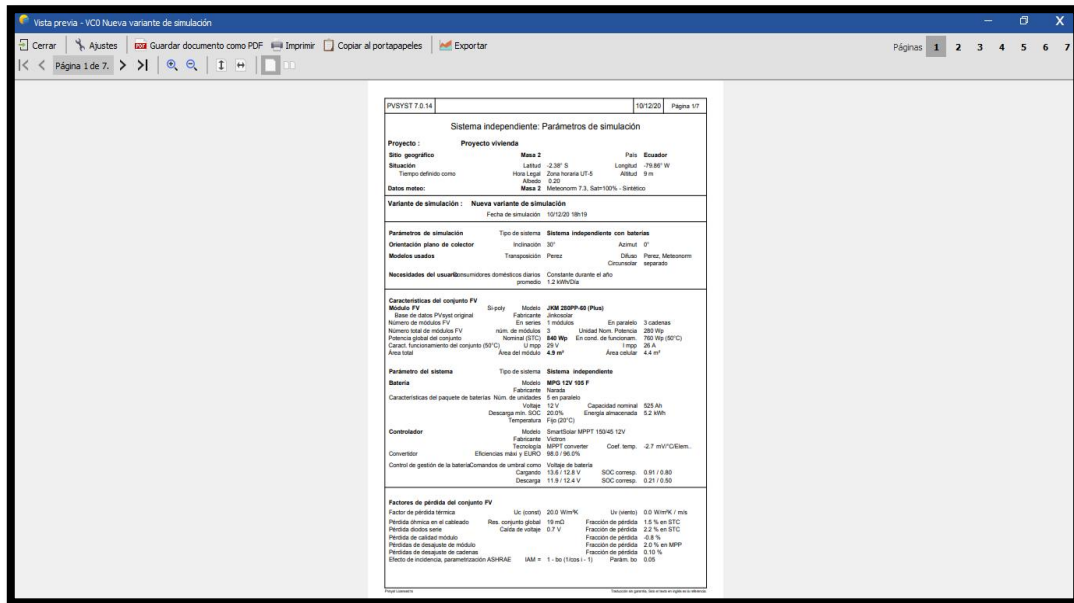 Vista previa - VC0 Nueva variante de simulación
Cerrar Ajustes Guardar documento como PDF Imprimir Copiar al portapapeles Exportar Páginas 1 2 3 4 5 6 7
Página 1 de 7.
PVSYST 7.0.14 10/12/20 Página 1/7
Sistema independiente: Parámetros de simulación
Proyecto : Proyecto vivienda
Sitio geográfico Masa 2 País Ecuador
Situación Latitud -2.38° S Longitud -79.86° W
Tiempo definido como Hora Legal Zona horaria UT-5 Altitud 9 m
Albedo 0.20
Datos meteo: Masa 2 Meteonorm 7.3, Sat=100% - Sintético
Variante de simulación : Nueva variante de simulación
Fecha de simulación 10/12/20 18h19
Parámetros de simulación Tipo de sistema Sistema independiente con baterías
Orientación plano de colector Inclinación 30° Azimut 0°
Modelos usados Transposición Perez Difuso Perez, Meteonorm
Circunsolar separado
Necesidades del usuario Consumidores domésticos diarios Constante durante el año
promedio 1.2 kWh/Día
Características del conjunto FV
Módulo FV Si-poly Modelo JKM 280PP-60 (Plus)
Base de datos PVsyst original Fabricante Jinkosolar
Número de módulos FV En series 1 módulos En paralelo 3 cadenas
Número total de módulos FV núm. de módulos 3 Unidad Nom. Potencia 280 Wp
Potencia global del conjunto Nominal (STC) 840 Wp En cond. de funcionam. 760 Wp (50°C)
Caract. funcionamiento del conjunto (50°C) U mpp 29 V I mpp 26 A
Área total Área del módulo 4.9 m² Área celular 4.4 m²
Parámetro del sistema Tipo de sistema Sistema independiente
Batería Modelo MPG 12V 105 F
Fabricante Narada
Características del paquete de baterías Núm. de unidades 5 en paralelo
Voltaje 12 V Capacidad nominal 525 Ah
Descarga mín. SOC 20.0% Energía almacenada 5.2 kWh
Temperatura Fijo (20°C)
Controlador Modelo SmartSolar MPPT 150/45 12V
Fabricante Victron
Tecnología MPPT converter Coef. temp. -2.7 mV/°C/Elem.
Convertidor Eficiencias máxi y EURO 98.0 / 96.0%
Control de gestión de la batería Comandos de umbral como Voltaje de batería
Cargando 13.6 / 12.8 V SOC corresp. 0.91 / 0.80
Descarga 11.9 / 12.4 V SOC corresp. 0.21 / 0.50
Factores de pérdida del conjunto FV
Factor de pérdida térmica Uc (const) 20.0 W/m²K Uv (viento) 0.0 W/m²K / m/s
Pérdida óhmica en el cableado Res. conjunto global 19 mΩ Fracción de pérdida 1.5 % en STC
Pérdida diodos serie Caída de voltaje 0.7 V Fracción de pérdida 2.2 % en STC
Pérdida de calidad módulo Fracción de pérdida -0.8 %
Pérdidas de desajuste de módulo Fracción de pérdida 2.0 % en MPP
Pérdidas de desajuste de cadenas Fracción de pérdida 0.10 %
Efecto de incidencia, parametrización ASHRAE IAM = 1 - bo (1/cos i - 1) Parám. bo 0.05